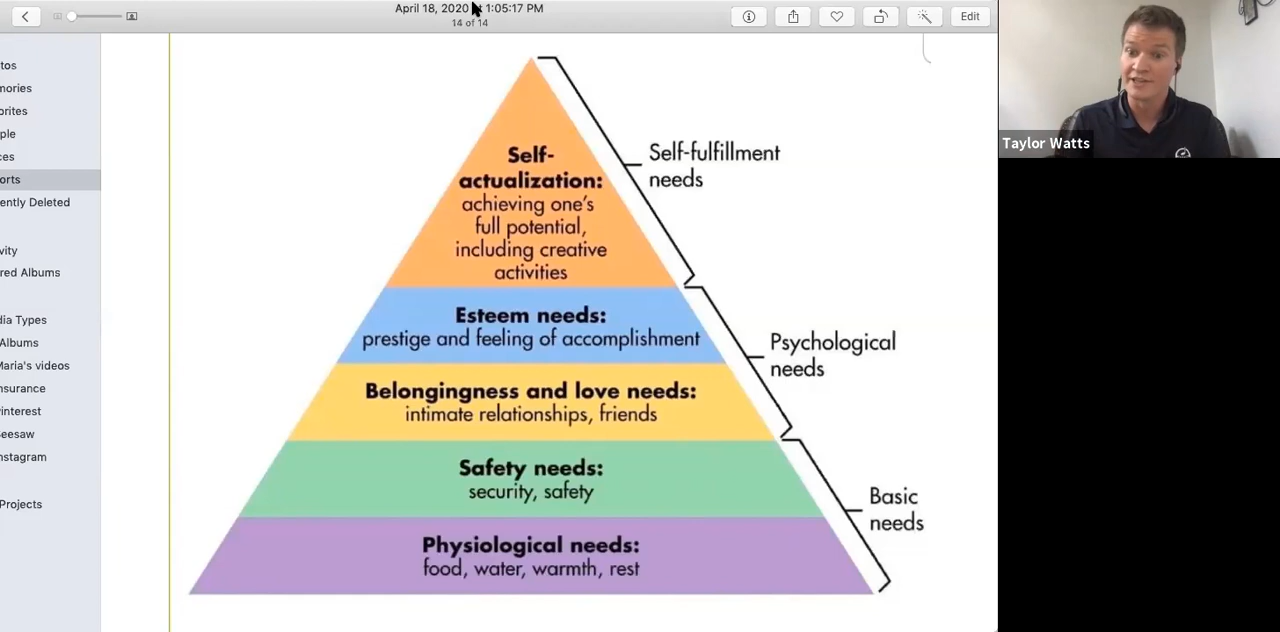 April 18, 2020 1:05:17 PM
14 of 14
Edit
tos
mories
orites
ple
ces
orts
ently Deleted
vity
red Albums
dia Types
Albums
Maria's videos
nsurance
interest
Seesaw
nstagram
Projects
Self-
actualization:
achieving one's
full potential,
including creative
activities
Self-fulfillment
needs
Esteem needs:
prestige and feeling of accomplishment
Psychological
needs
Belongingness and love needs:
intimate relationships, friends
Safety needs:
security, safety
Basic
needs
Physiological needs:
food, water, warmth, rest
Taylor Watts